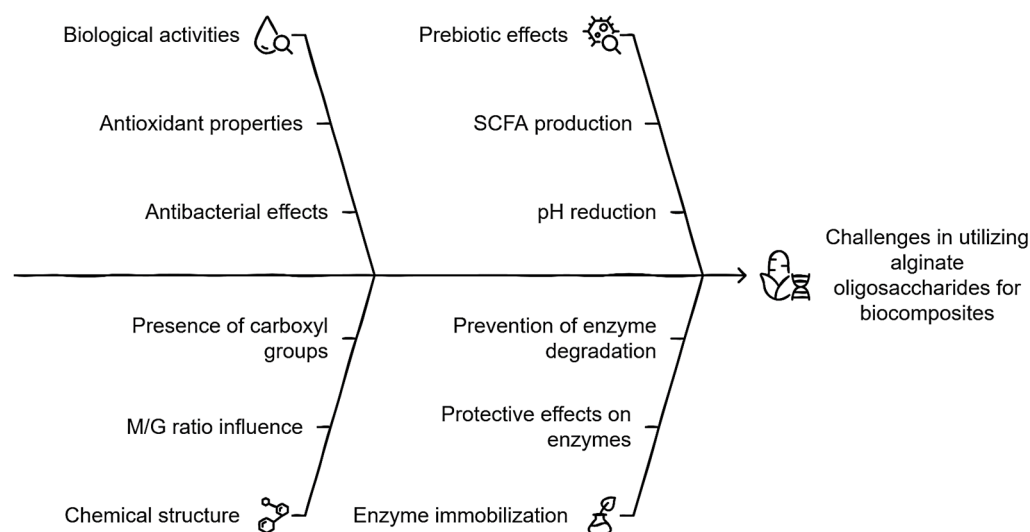 Biological activities
Antioxidant properties
Antibacterial effects
Prebiotic effects
SCFA production
pH reduction
Challenges in utilizing
alginate
oligosaccharides for
biocomposites
Presence of carboxyl
groups
M/G ratio influence
Chemical structure
Prevention of enzyme
degradation
Protective effects on
enzymes
Enzyme immobilization